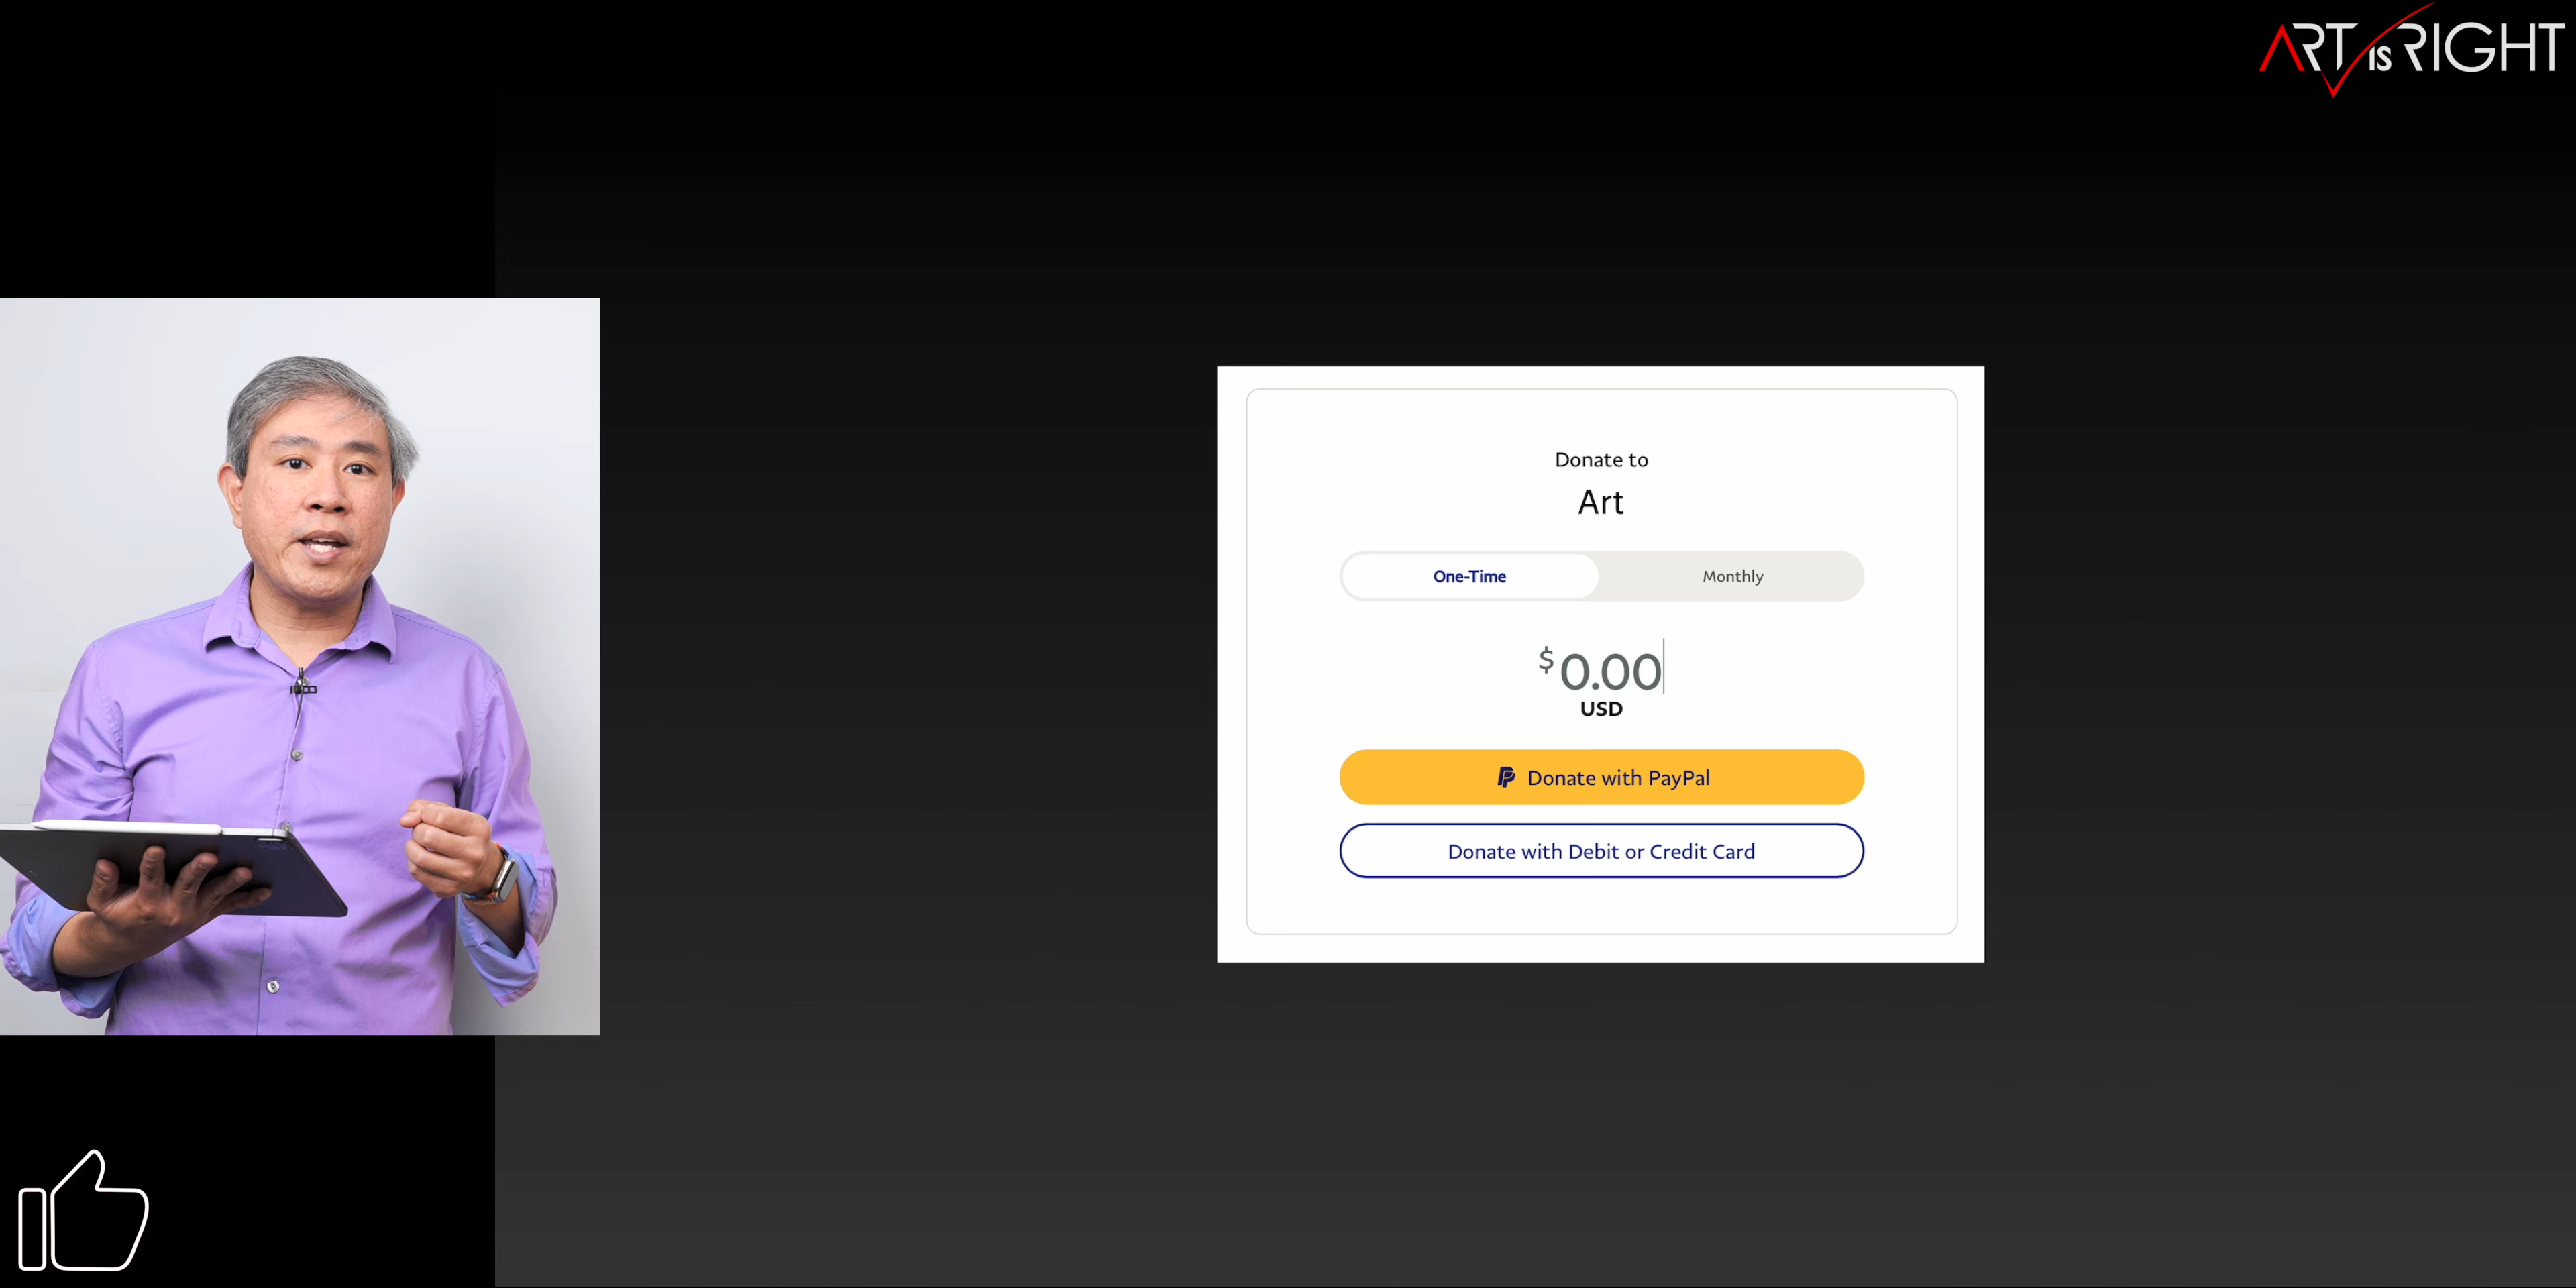 ART IS RIGHT
Donate to
Art
One-Time
Monthly
$0.00
USD
Donate with PayPal
Donate with Debit or Credit Card